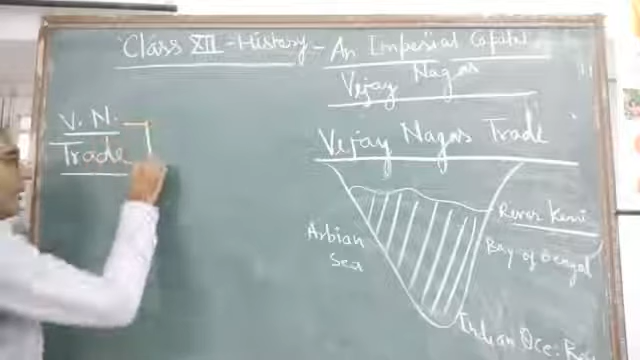 Class XII - History - An Imperial Capital
Vejay Nagar
V. N.
Trade
Vejay Nagar Trade
Arbian
Sea
River
Bay of Bengal
Indian Oce